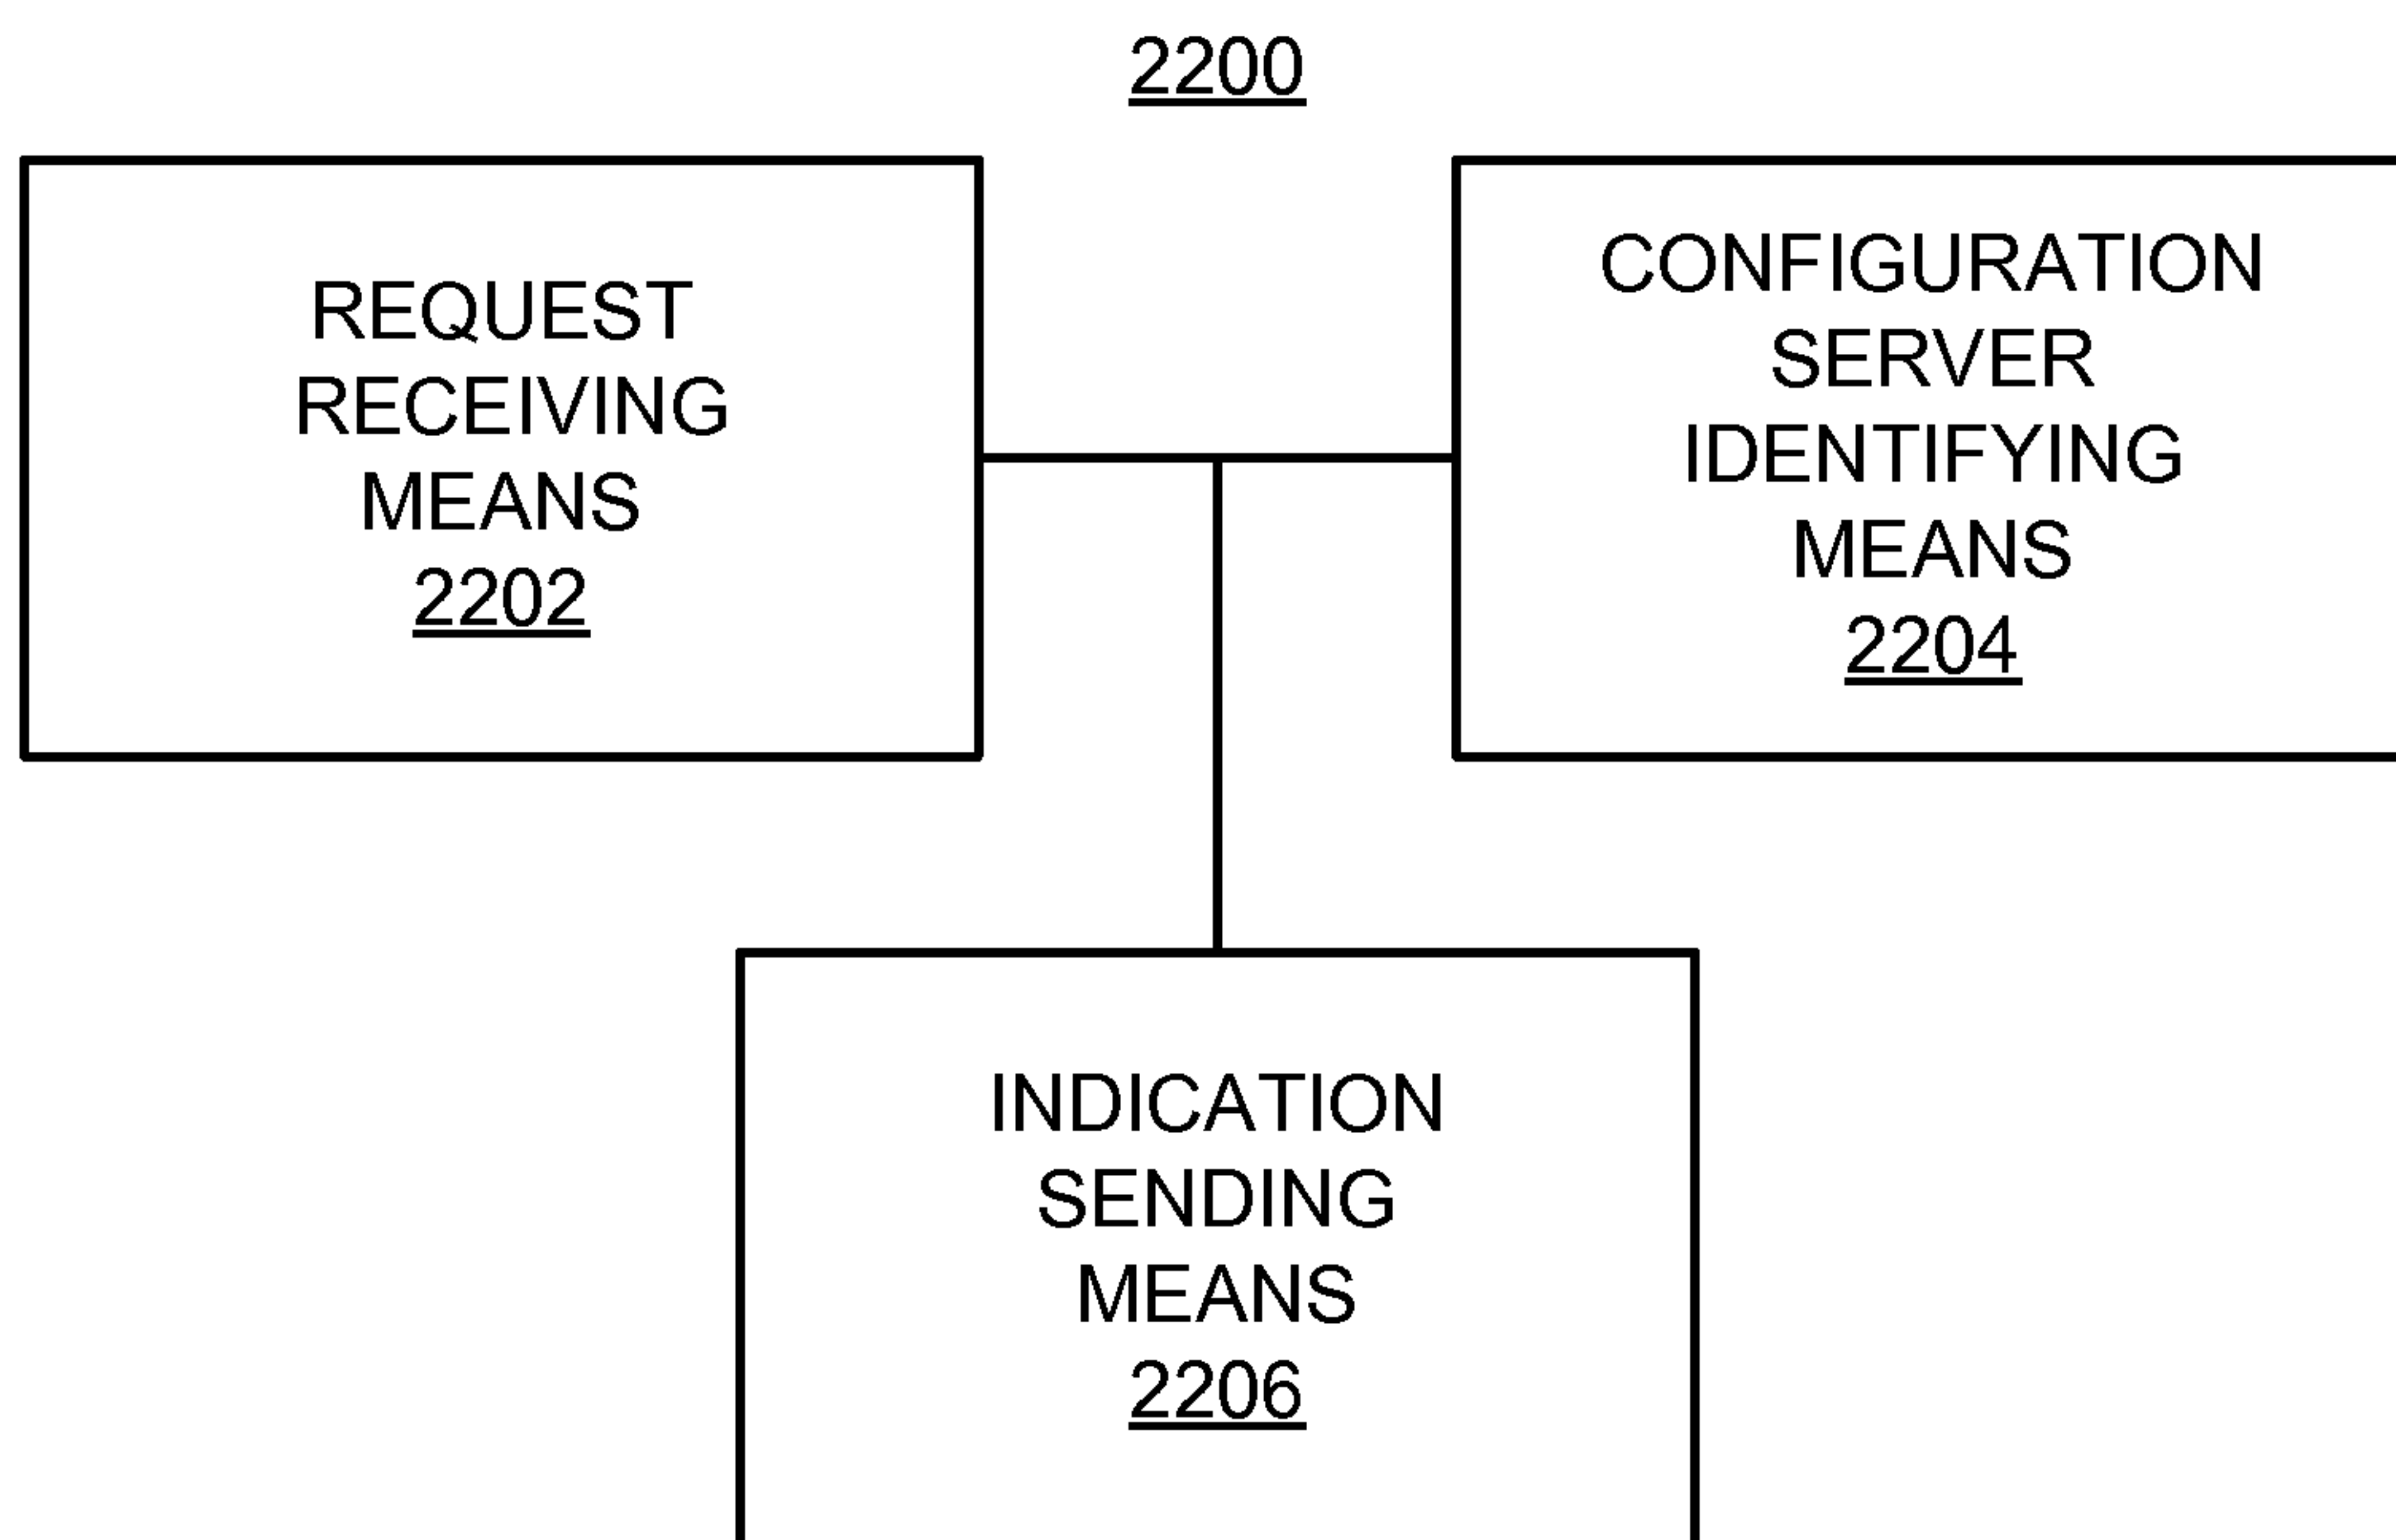 2200
REQUEST
RECEIVING
MEANS
2202
CONFIGURATION
SERVER
IDENTIFYING
MEANS
2204
INDICATION
SENDING
MEANS
2206